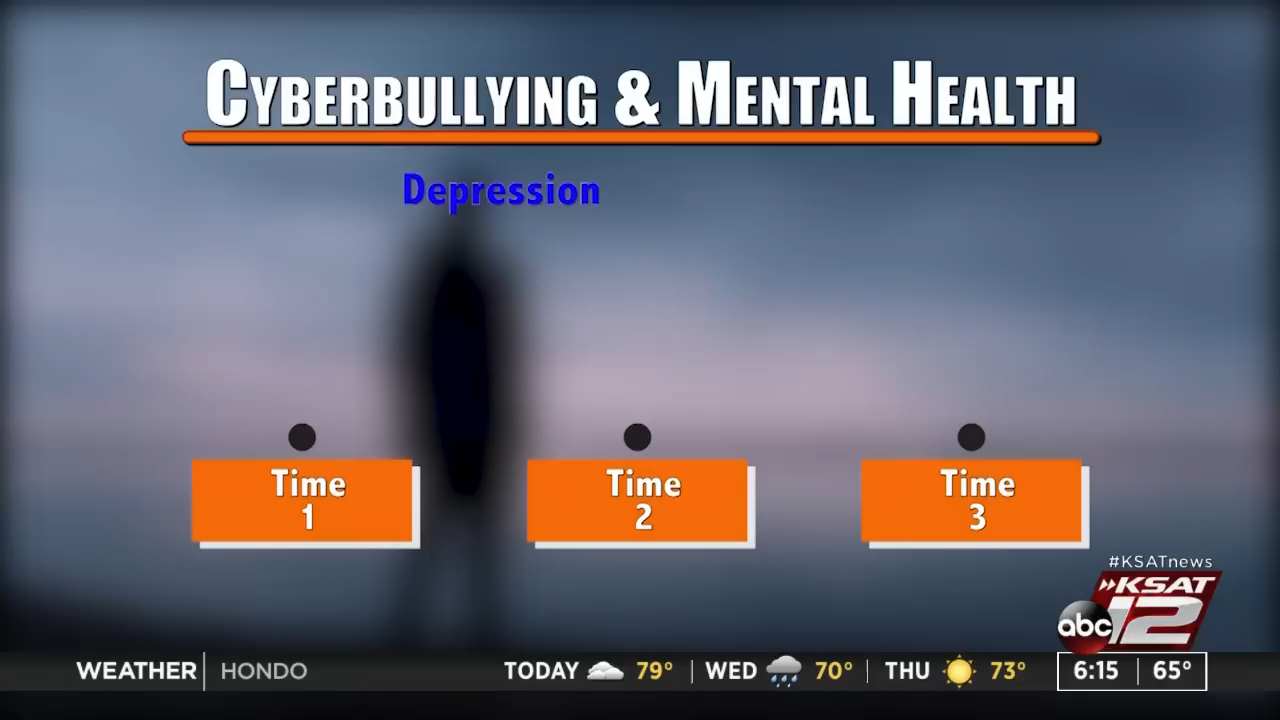 CYBERBULLYING & MENTAL HEALTH
Depression
Time
1
Time
2
Time
3
#KSATnews
KSAT
abc 12
WEATHER HONDO TODAY 79° WED 70° THU 73° 6:15 65°